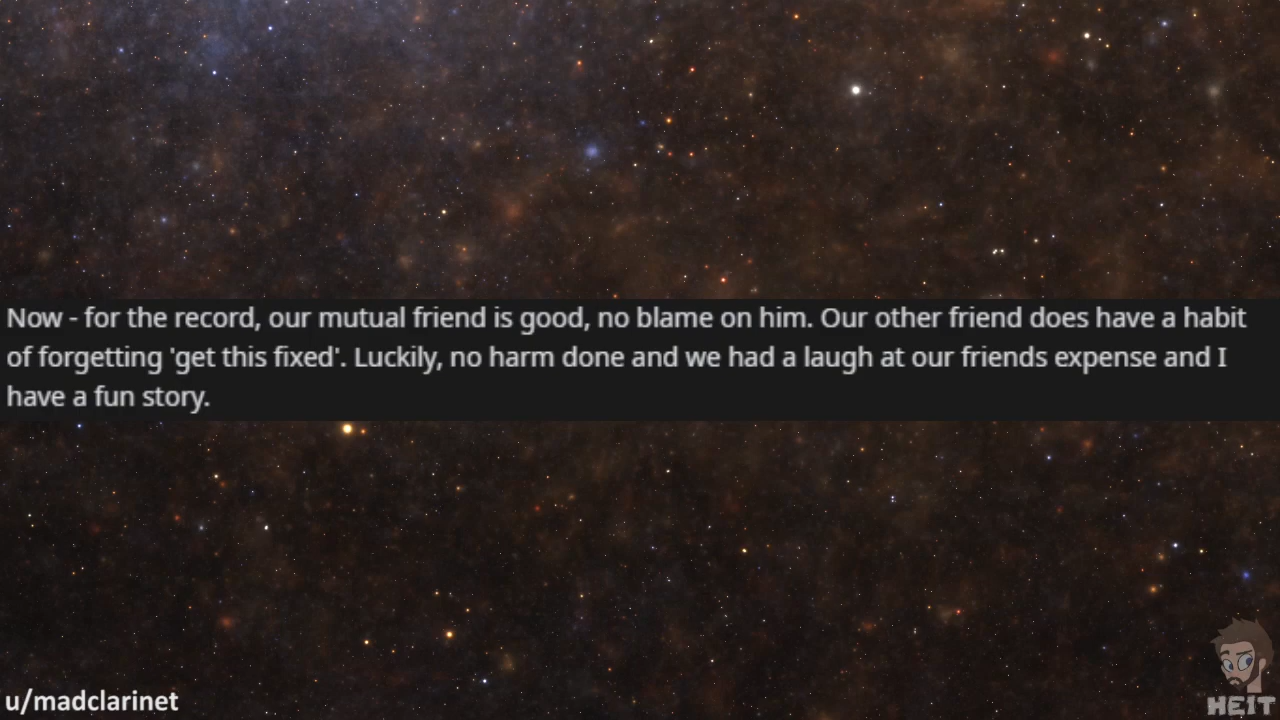 Now - for the record, our mutual friend is good, no blame on him. Our other friend does have a habit
of forgetting 'get this fixed'. Luckily, no harm done and we had a laugh at our friends expense and I
have a fun story.
u/madclarinet
HEIT